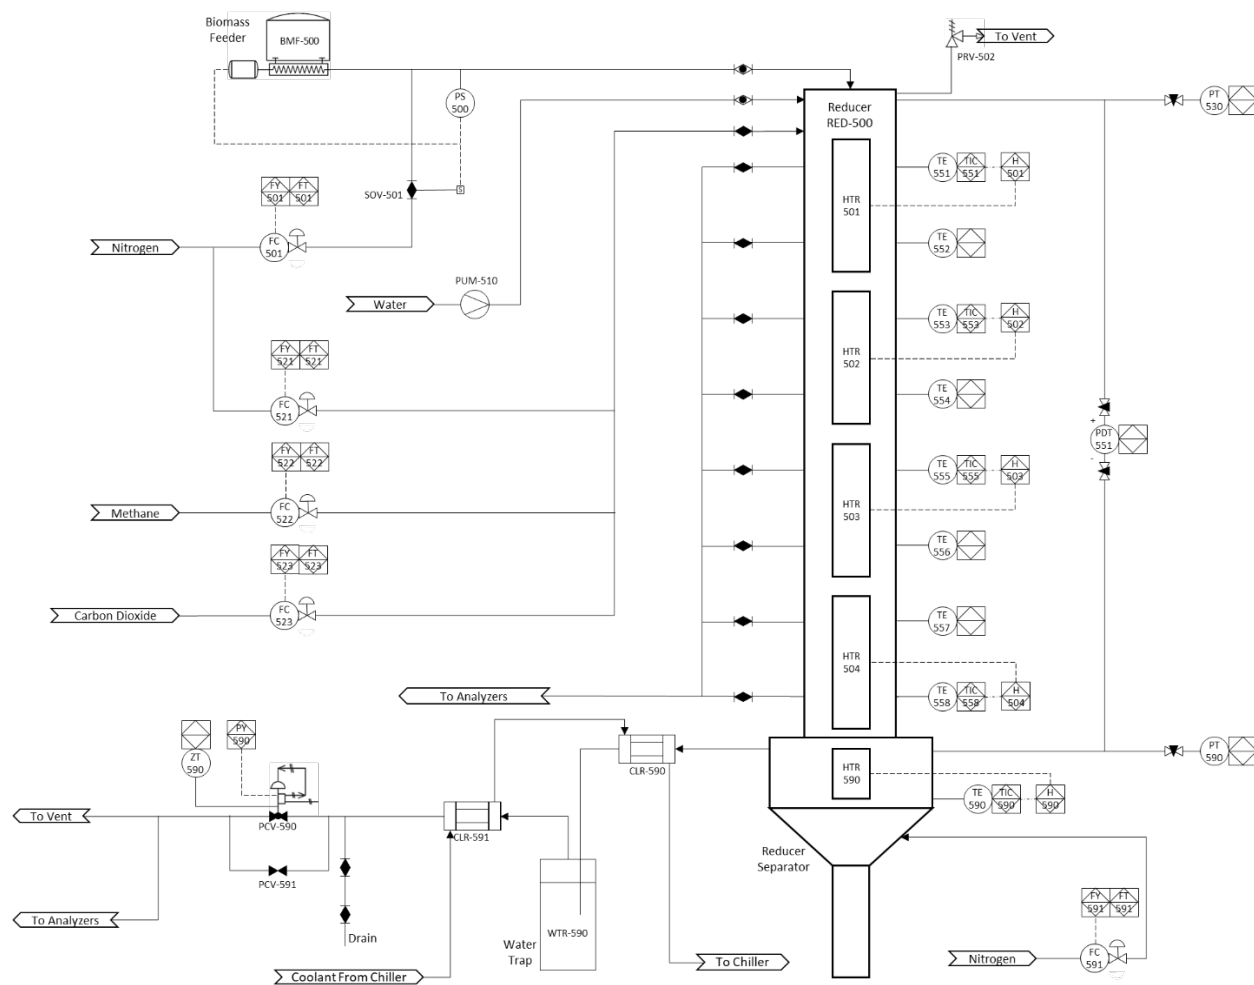 Biomass
Feeder
BMF-500
To Vent
PRV-502
PS
500
Reducer
RED-500
PT
530
SOV-501
S
FY
501
FT
501
FC
501
Nitrogen
TE
551
TIC
551
H
501
HTR
501
TE
552
PUM-510
Water
TE
553
TIC
553
H
502
HTR
502
FY
521
FT
521
FC
521
TE
554
+
PDT
551
-
FY
522
FT
522
FC
522
Methane
TE
555
TIC
555
H
503
HTR
503
FY
523
FT
523
FC
523
Carbon Dioxide
TE
556
TE
557
HTR
504
TE
558
TIC
558
H
504
To Analyzers
ZT
590
PY
590
CLR-590
HTR
590
PT
590
TE
590
TIC
590
H
590
To Vent
PCV-590
CLR-591
PCV-591
Reducer
Separator
To Analyzers
Drain
Water
Trap
WTR-590
FY
591
FT
591
FC
591
Nitrogen
Coolant From Chiller
To Chiller